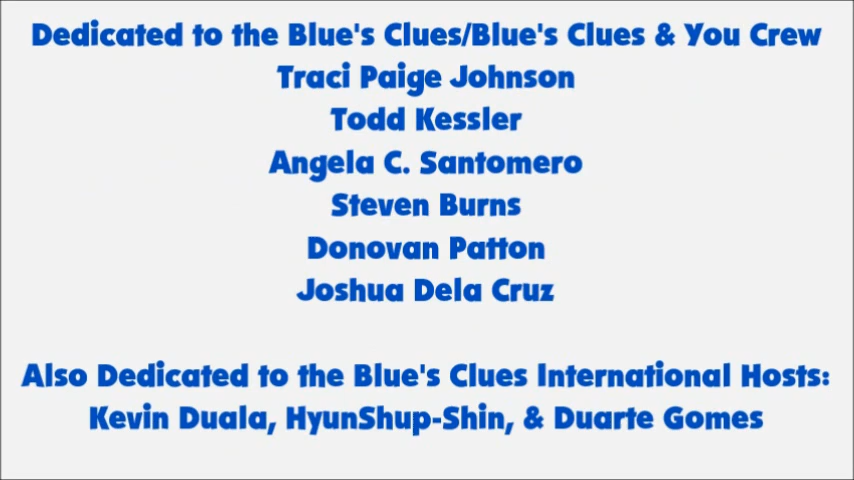 Dedicated to the Blue's Clues/Blue's Clues & You Crew
Traci Paige Johnson
Todd Kessler
Angela C. Santomero
Steven Burns
Donovan Patton
Joshua Dela Cruz
Also Dedicated to the Blue's Clues International Hosts:
Kevin Duala, HyunShup-Shin, & Duarte Gomes